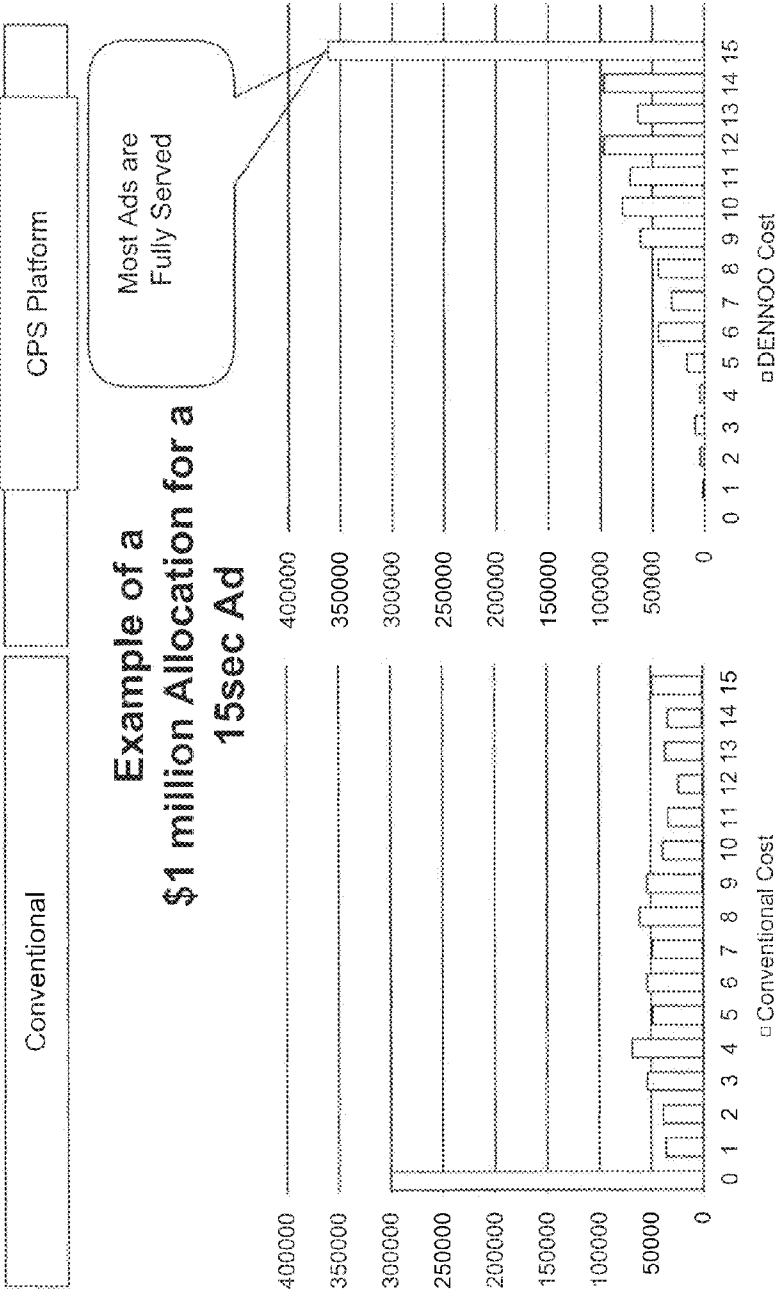 Conventional
CPS Platform
Example of a
$1 million Allocation for a
15sec Ad
Most Ads are
Fully Served
400000
350000
300000
250000
200000
150000
100000
50000
0
0 1 2 3 4 5 6 7 8 9 10 11 12 13 14 15
Conventional Cost
400000
350000
300000
250000
200000
150000
100000
50000
0
0 1 2 3 4 5 6 7 8 9 10 11 12 13 14 15
DENNOO Cost